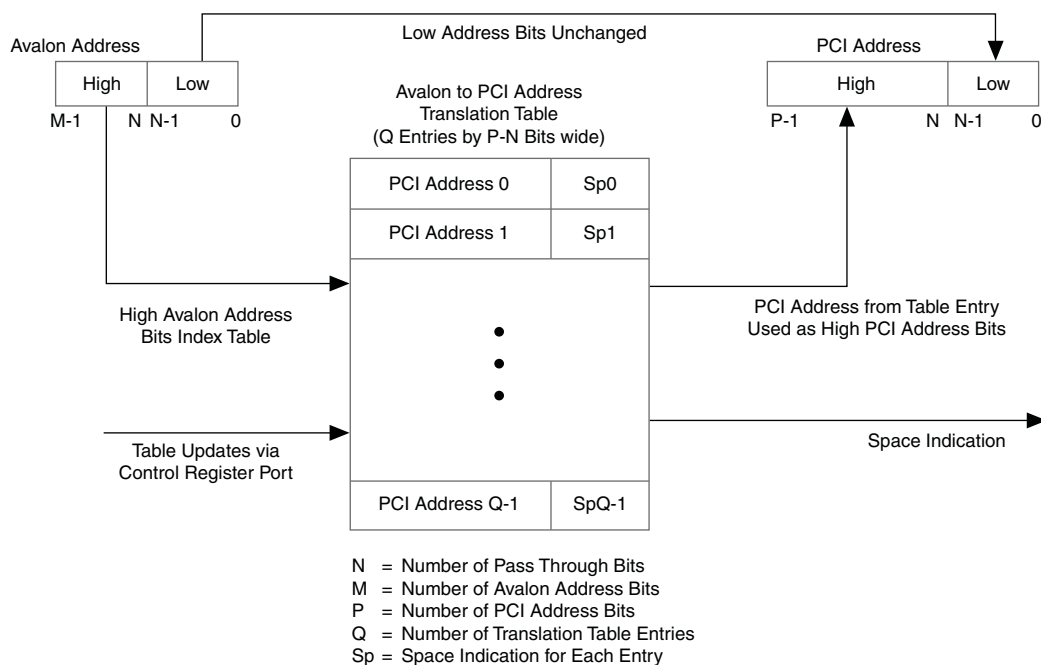 Low Address Bits Unchanged
Avalon Address
PCI Address
High Low
High Low
M-1 N N-1 0
P-1 N N-1 0
Avalon to PCI Address
Translation Table
(Q Entries by P-N Bits wide)
PCI Address 0 Sp0
PCI Address 1 Sp1
High Avalon Address
Bits Index Table
PCI Address from Table Entry
Used as High PCI Address Bits
Table Updates via
Control Register Port
Space Indication
PCI Address Q-1 SpQ-1
N = Number of Pass Through Bits
M = Number of Avalon Address Bits
P = Number of PCI Address Bits
Q = Number of Translation Table Entries
Sp = Space Indication for Each Entry